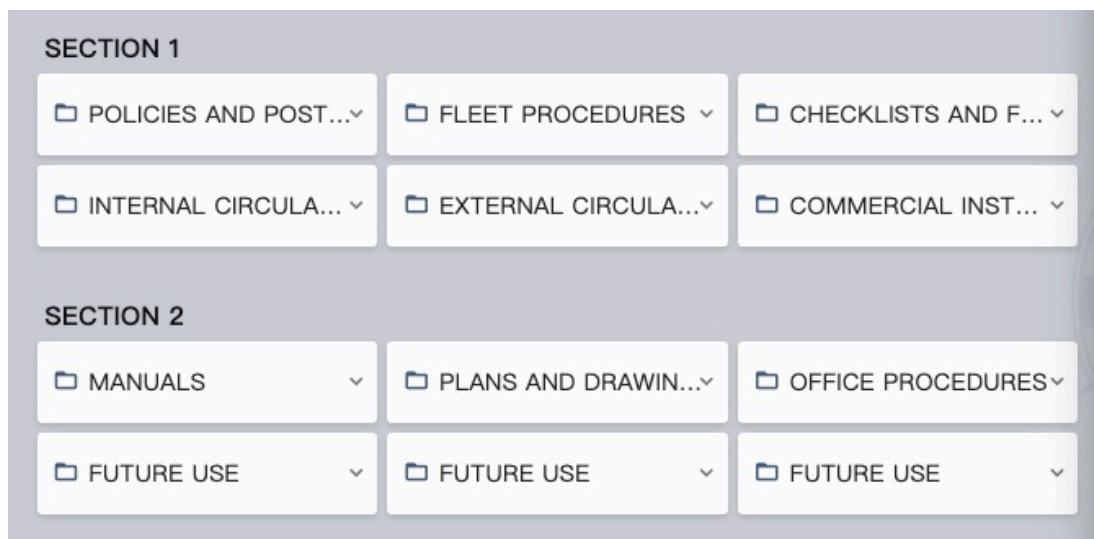 SECTION 1
POLICIES AND POST...
FLEET PROCEDURES
CHECKLISTS AND F...
INTERNAL CIRCULA...
EXTERNAL CIRCULA...
COMMERCIAL INST...
SECTION 2
MANUALS
PLANS AND DRAWIN...
OFFICE PROCEDURES
FUTURE USE
FUTURE USE
FUTURE USE